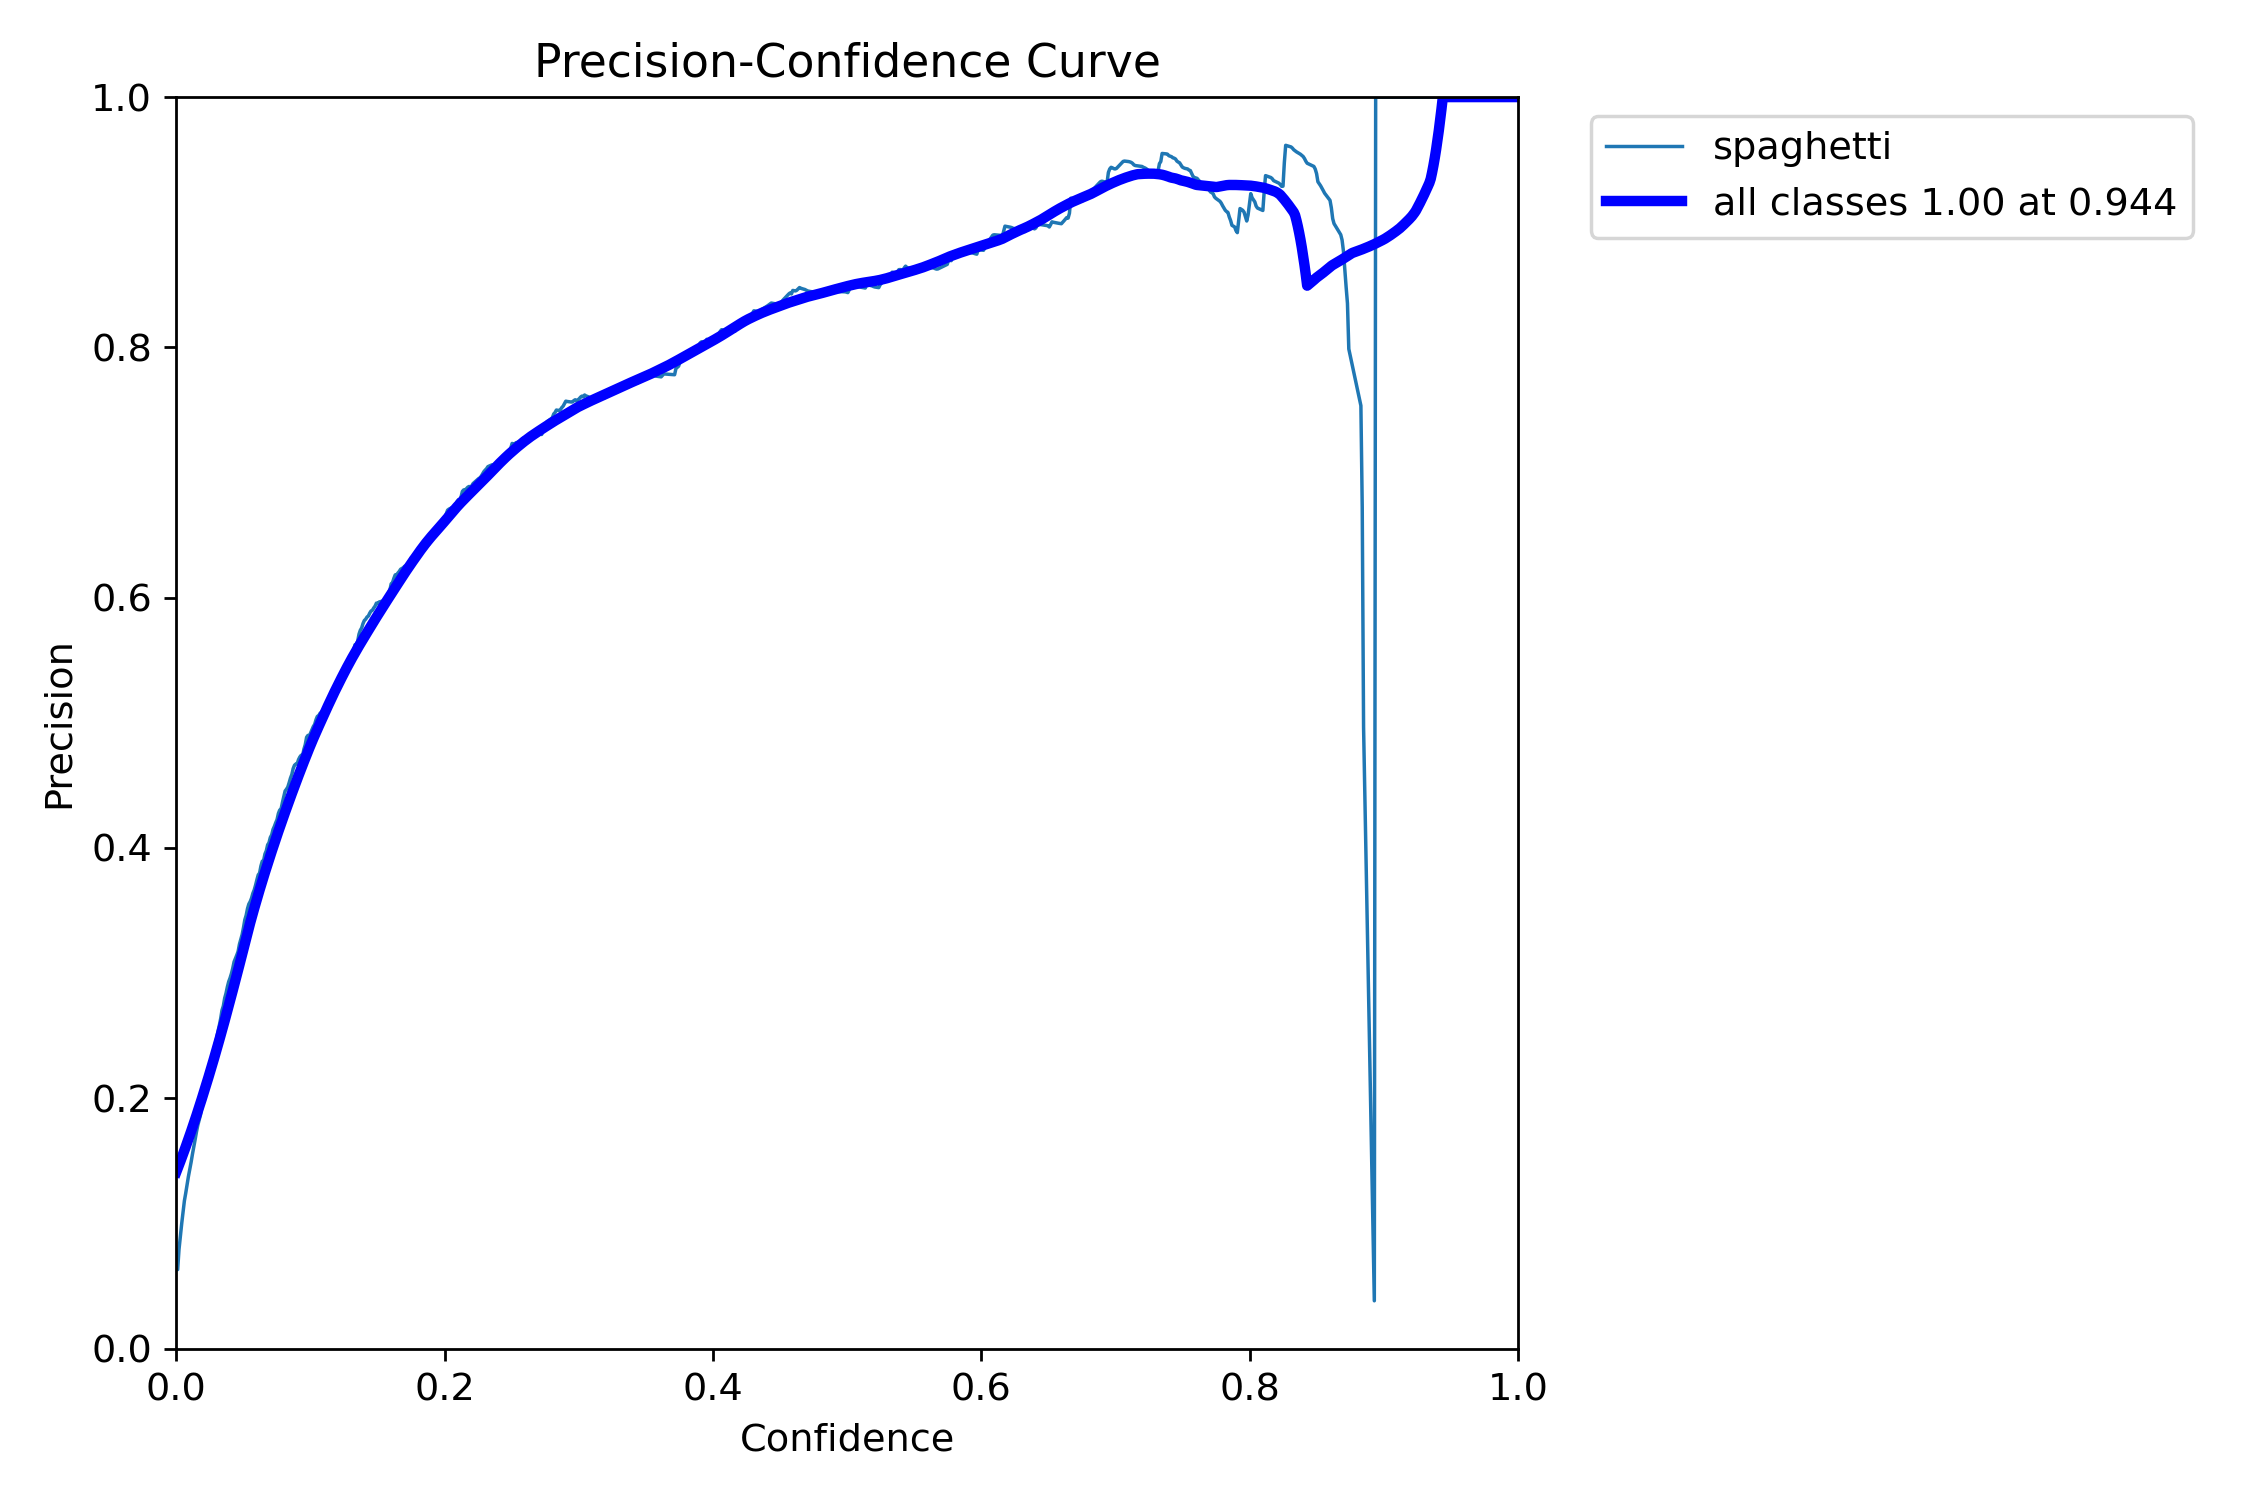 Precision-Confidence Curve
1.0
0.8
0.6
0.4
0.2
0.0
Precision
0.0 0.2 0.4 0.6 0.8 1.0
Confidence
spaghetti
all classes 1.00 at 0.944